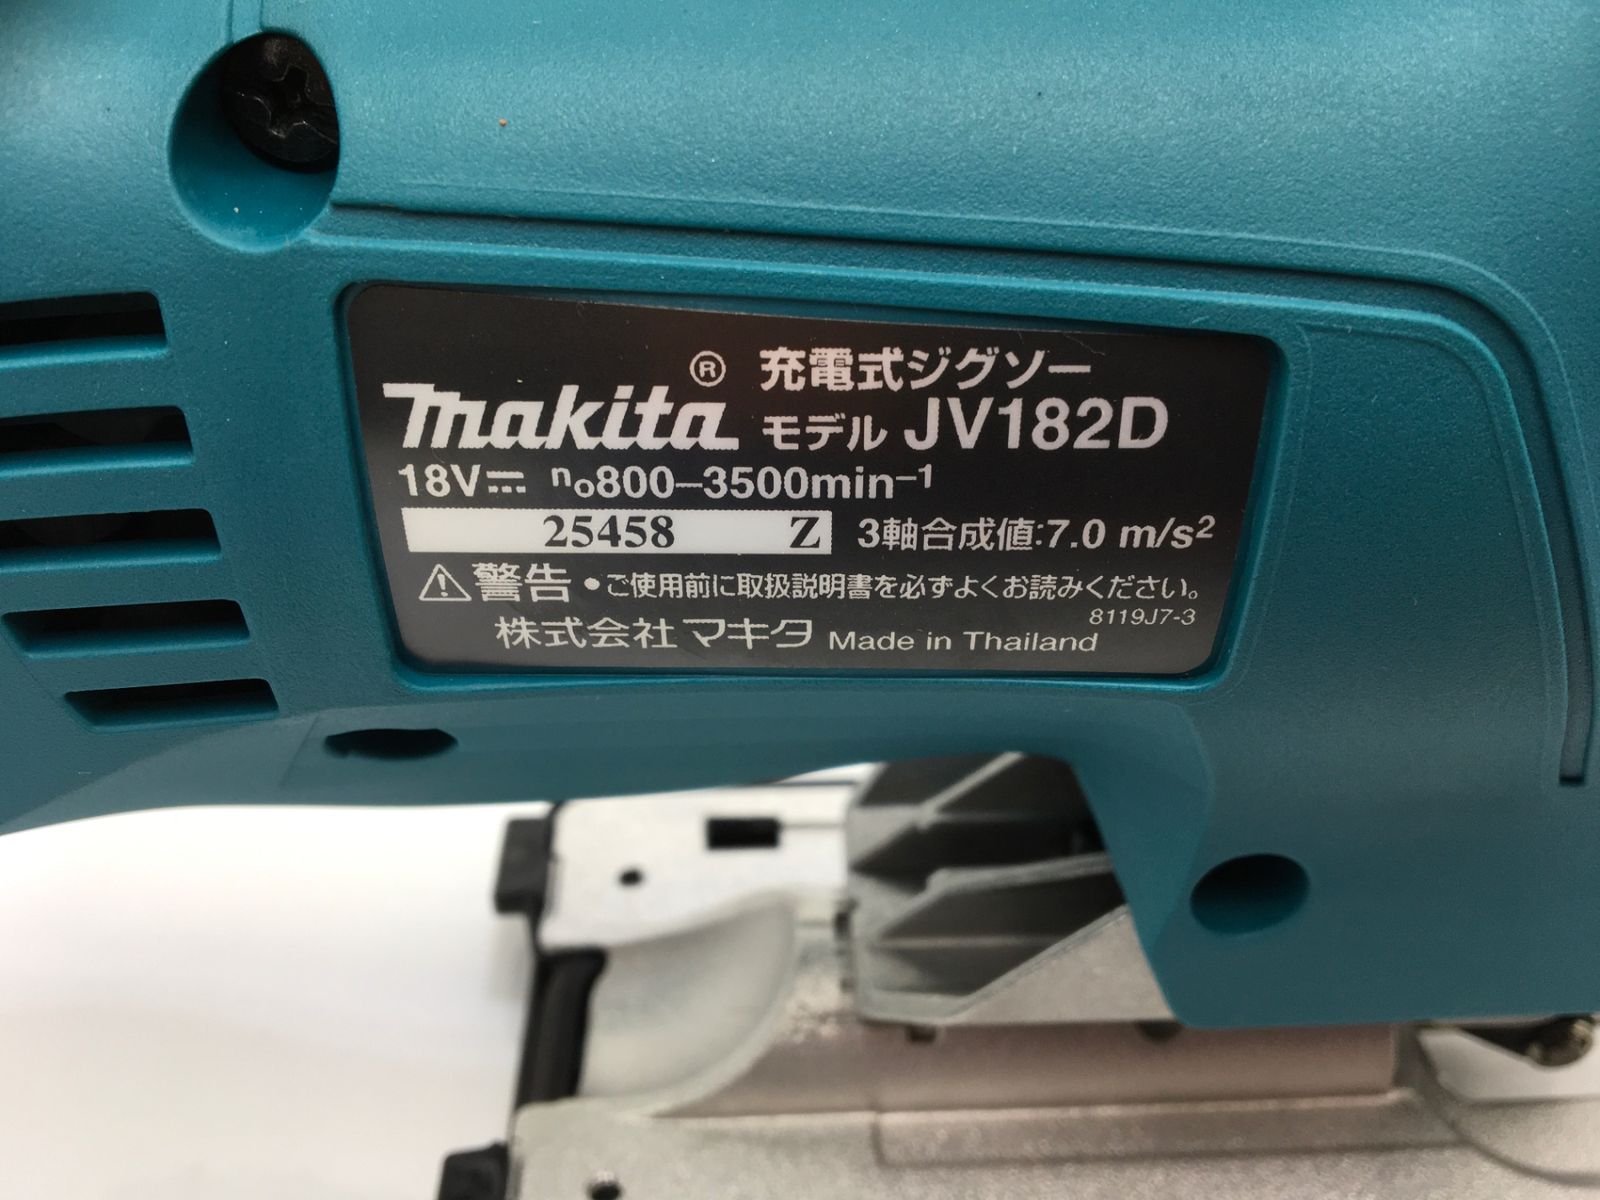 makita® 充電式ジグソー
モデル JV182D
18V⎓ no800–3500min–1
25458 Z 3軸合成値:7.0 m/s²
⚠警告 •ご使用前に取扱説明書を必ずよくお読みください。
8119J7-3
株式会社マキタ Made in Thailand